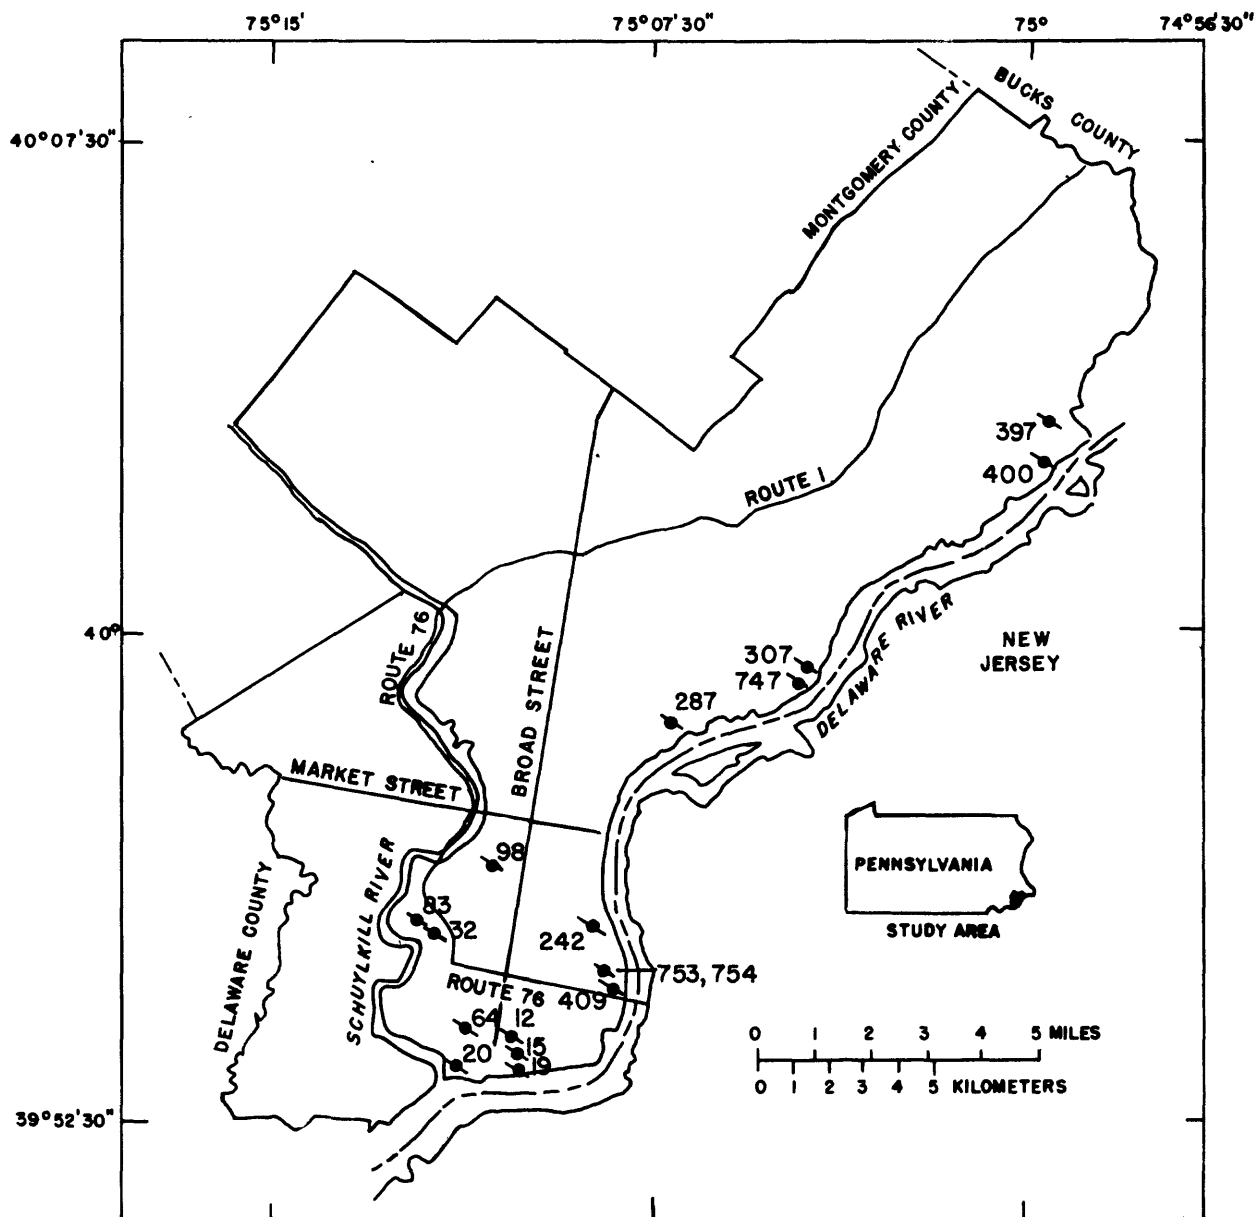 75°15' 75°07'30" 75° 74°56'30"
40°07'30"
BUCKS COUNTY
MONTGOMERY COUNTY
397
400
ROUTE 1
40°
ROUTE 76
BROAD STREET
307
747
287
DELAWARE RIVER
NEW
JERSEY
MARKET STREET
98
PENNSYLVANIA
STUDY AREA
DELAWARE COUNTY
SCHUYLKILL RIVER
83
32
242
753, 754
ROUTE 76
409
64
12
20
15
19
0 1 2 3 4 5 MILES
0 1 2 3 4 5 KILOMETERS
39°52'30"